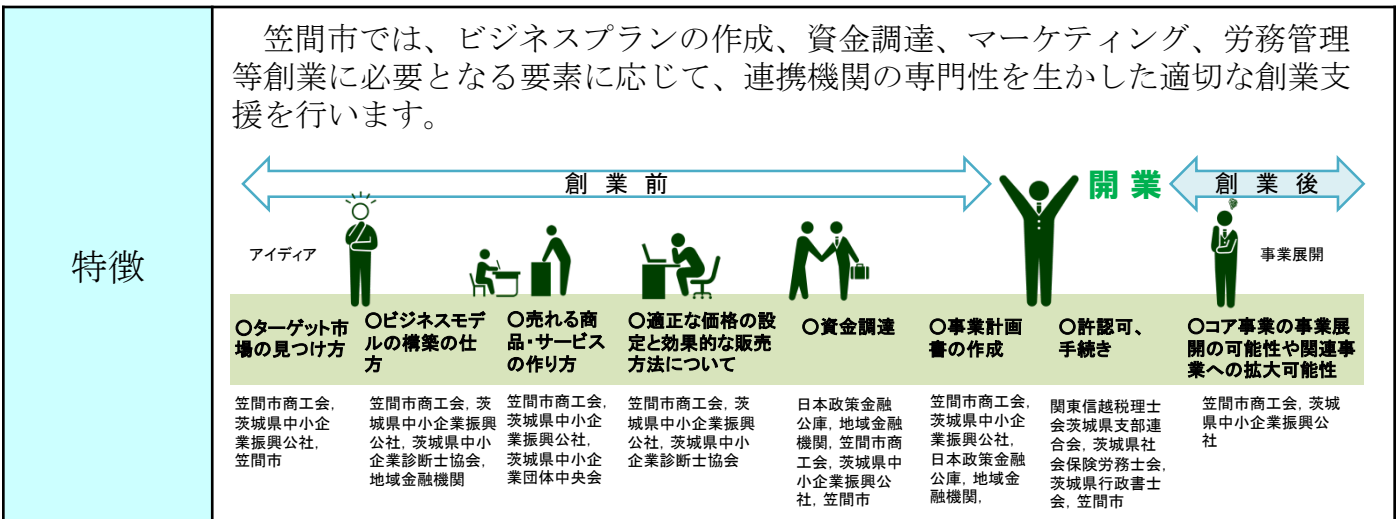 特徴
笠間市では、ビジネスプランの作成、資金調達、マーケティング、労務管理
等創業に必要となる要素に応じて、連携機関の専門性を生かした適切な創業支
援を行います。
創 業 前
開 業
創 業 後
アイディア
事業展開
○ターゲット市
場の見つけ方
○ビジネスモデ
ルの構築の仕
方
○売れる商
品・サービス
の作り方
○適正な価格の設
定と効果的な販売
方法について
○資金調達
○事業計画
書の作成
○許認可、
手続き
○コア事業の事業展
開の可能性や関連事
業への拡大可能性
笠間市商工会,
茨城県中小企
業振興公社,
笠間市
笠間市商工会, 茨
城県中小企業振興
公社, 茨城県中小
企業診断士協会,
地域金融機関
笠間市商工会,
茨城県中小企
業振興公社,
茨城県中小企
業団体中央会
笠間市商工会, 茨
城県中小企業振興
公社, 茨城県中小
企業診断士協会
日本政策金融
公庫, 地域金融
機関, 笠間市商
工会, 茨城県中
小企業振興公
社, 笠間市
笠間市商工会,
茨城県中小企
業振興公社,
日本政策金融
公庫, 地域金
融機関,
関東信越税理士
会茨城県支部連
合会, 茨城県社
会保険労務士会,
茨城県行政書士
会, 笠間市
笠間市商工会, 茨城
県中小企業振興公
社